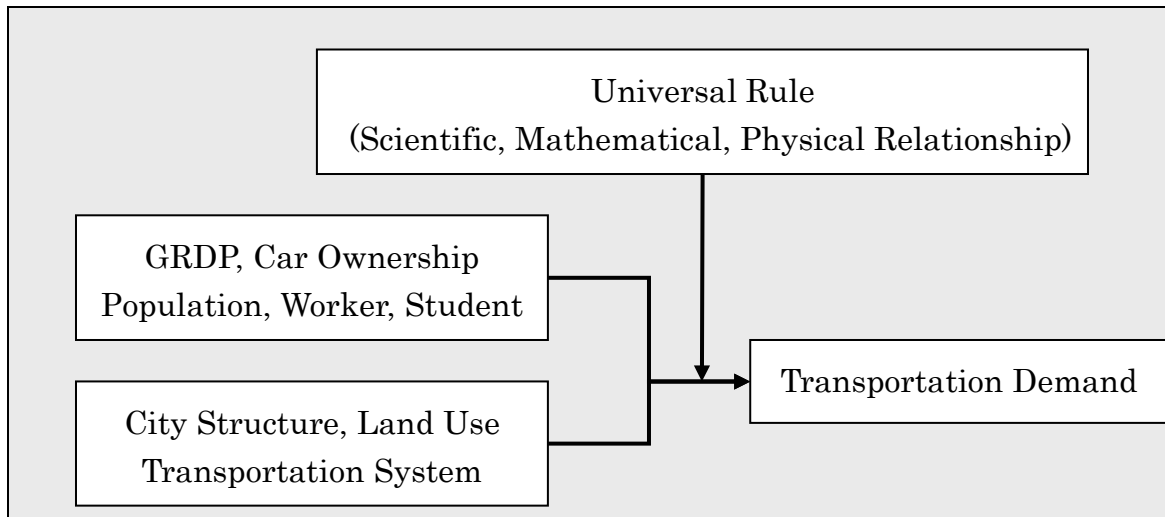 Universal Rule
(Scientific, Mathematical, Physical Relationship)
GRDP, Car Ownership
Population, Worker, Student
Transportation Demand
City Structure, Land Use
Transportation System